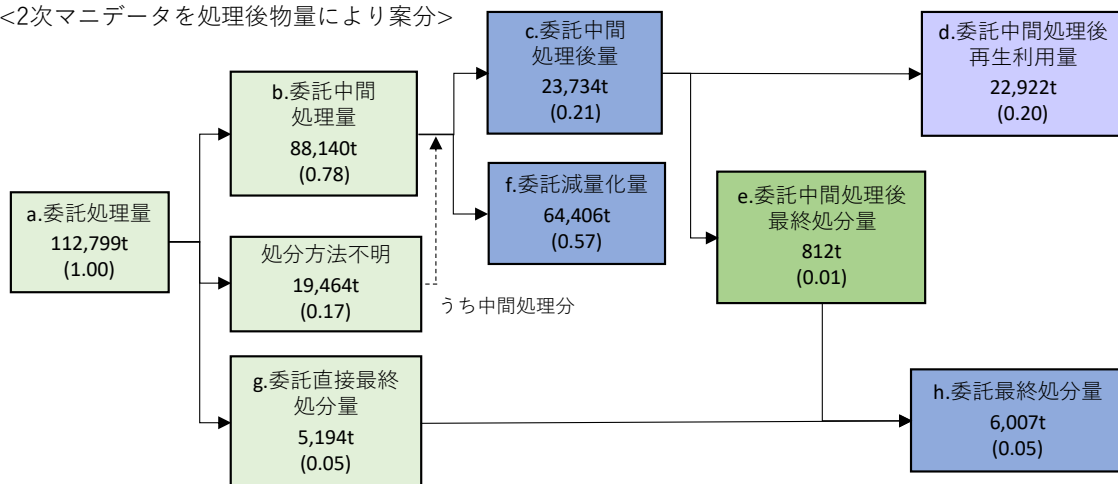 <2次マニデータを処理後物量により案分>
a.委託処理量
112,799t
(1.00)
b.委託中間
処理量
88,140t
(0.78)
処分方法不明
19,464t
(0.17)
うち中間処理分
g.委託直接最終
処分量
5,194t
(0.05)
c.委託中間
処理後量
23,734t
(0.21)
f.委託減量化量
64,406t
(0.57)
d.委託中間処理後
再生利用量
22,922t
(0.20)
e.委託中間処理後
最終処分量
812t
(0.01)
h.委託最終処分量
6,007t
(0.05)